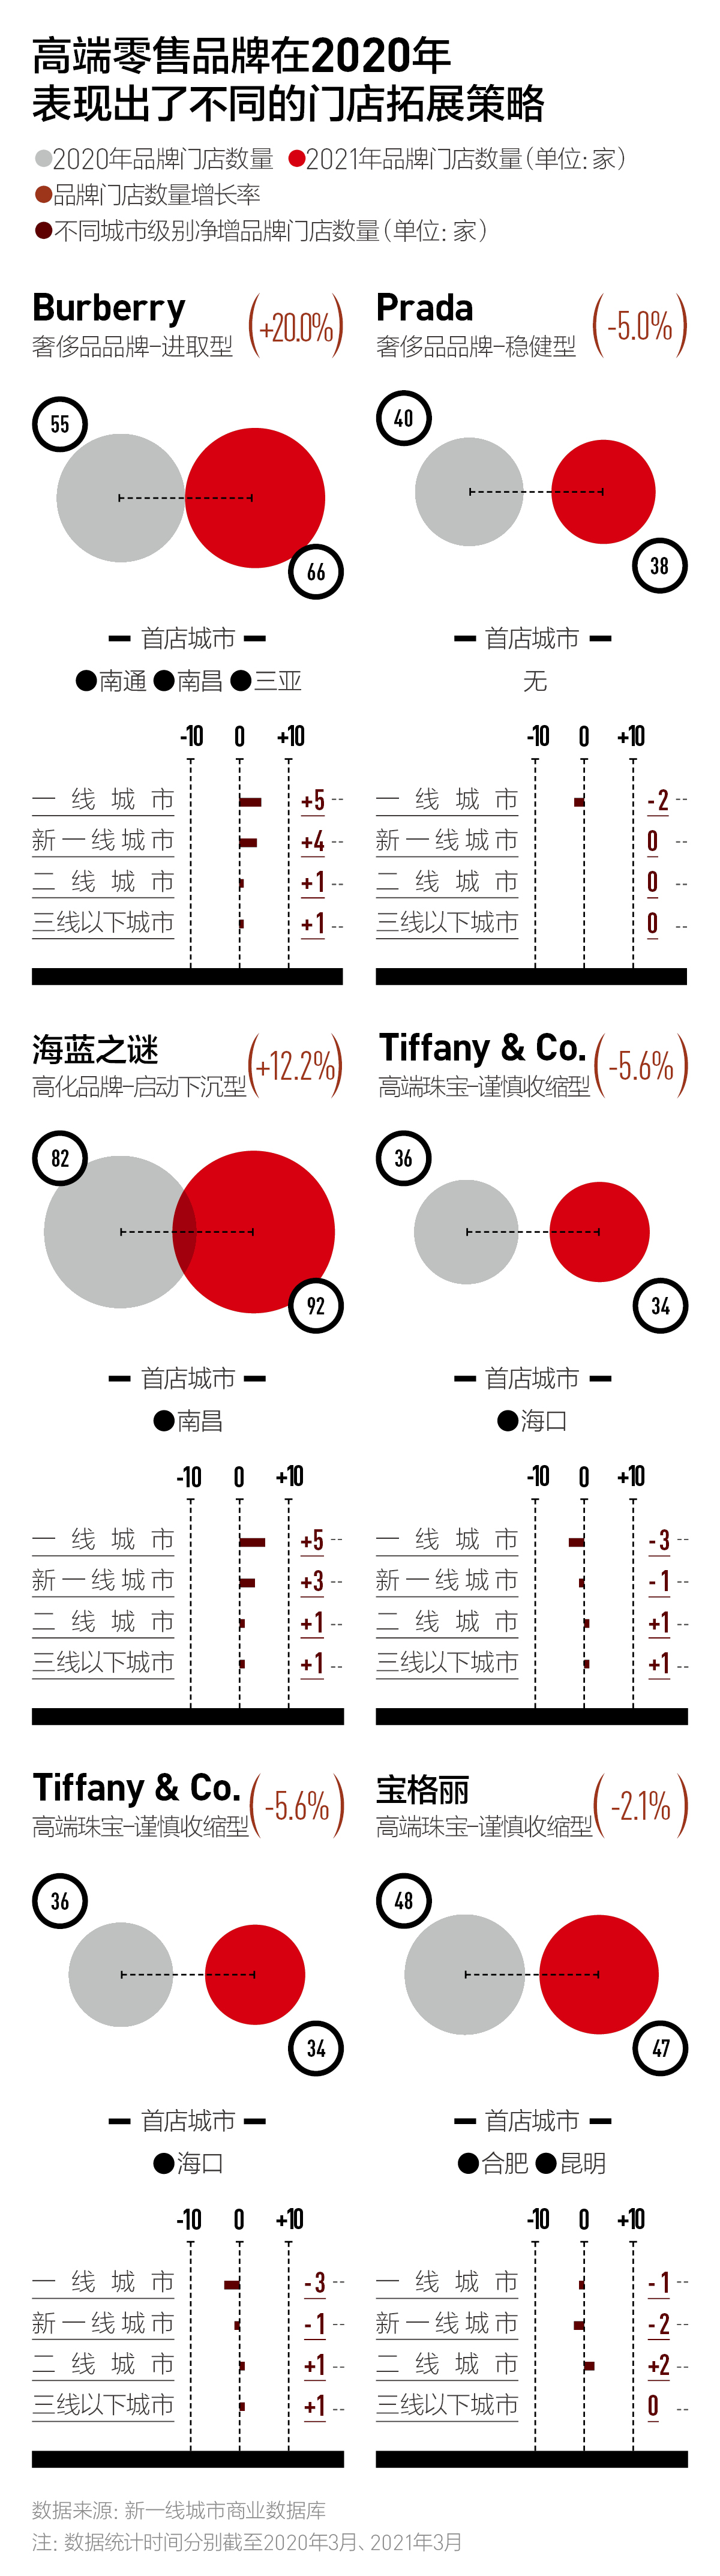 高端零售品牌在2020年
表现出了不同的门店拓展策略
2020年品牌门店数量 2021年品牌门店数量（单位：家）
品牌门店数量增长率
不同城市级别净增品牌门店数量（单位：家）
Burberry
奢侈品品牌-进取型
(+20.0%)
55
66
首店城市
南通 南昌 三亚
-10 0 +10
一线城市 +5
新一线城市 +4
二线城市 +1
三线以下城市 +1
Prada
奢侈品品牌-稳健型
(-5.0%)
40
38
首店城市
无
-10 0 +10
一线城市 -2
新一线城市 0
二线城市 0
三线以下城市 0
海蓝之谜
高化品牌-启动下沉型
(+12.2%)
82
92
首店城市
南昌
-10 0 +10
一线城市 +5
新一线城市 +3
二线城市 +1
三线以下城市 +1
Tiffany & Co.
高端珠宝-谨慎收缩型
(-5.6%)
36
34
首店城市
海口
-10 0 +10
一线城市 -3
新一线城市 -1
二线城市 +1
三线以下城市 +1
Tiffany & Co.
高端珠宝-谨慎收缩型
(-5.6%)
36
34
首店城市
海口
-10 0 +10
一线城市 -3
新一线城市 -1
二线城市 +1
三线以下城市 +1
宝格丽
高端珠宝-谨慎收缩型
(-2.1%)
48
47
首店城市
合肥 昆明
-10 0 +10
一线城市 -1
新一线城市 -2
二线城市 +2
三线以下城市 0
数据来源：新一线城市商业数据库
注：数据统计时间分别截至2020年3月、2021年3月